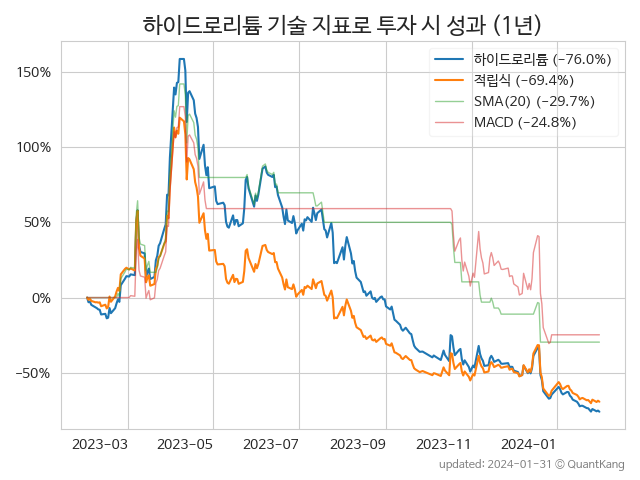 하이드로리튬 기술 지표로 투자 시 성과 (1년)
하이드로리튬 (−76.0%)
적립식 (−69.4%)
SMA(20) (−29.7%)
MACD (−24.8%)
150%
100%
50%
0%
−50%
2023-03
2023-05
2023-07
2023-09
2023-11
2024-01
updated: 2024-01-31 © QuantKang